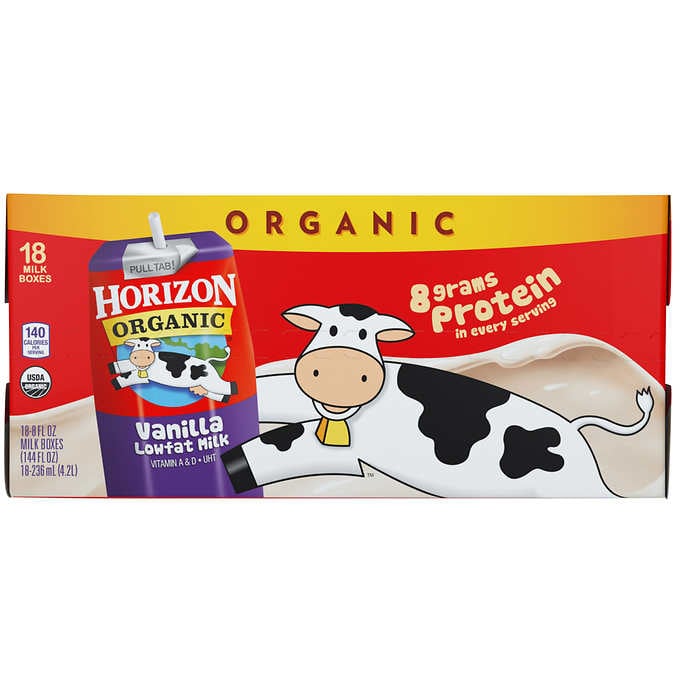 ORGANIC
18
MILK
BOXES
PULL-TAB!
HORIZON
ORGANIC
8 grams
Protein
in every serving
140
CALORIES
PER
SERVING
USDA
ORGANIC
Vanilla
Lowfat Milk
VITAMIN A & D • UHT
18-8 FL OZ
MILK BOXES
(144 FL OZ)
18-236 mL (4.2L)
TM